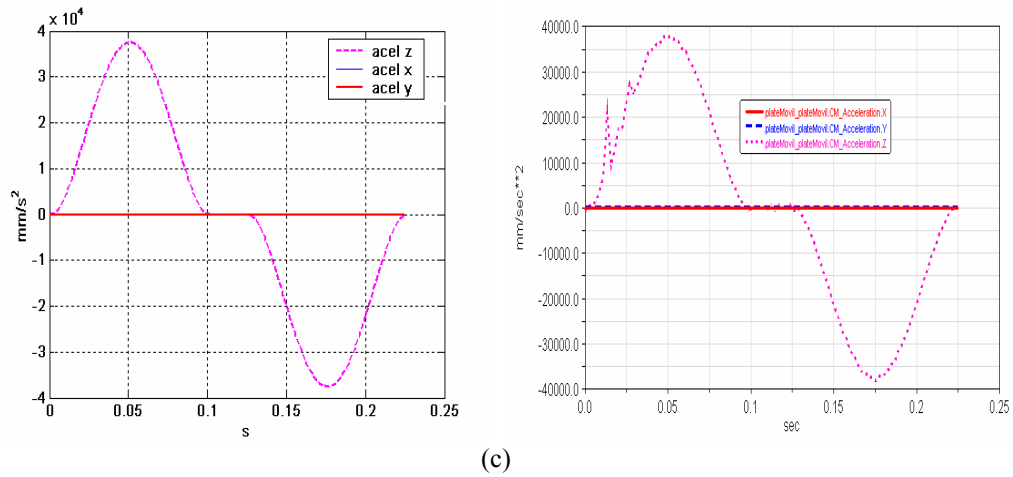 x 10⁴
4
3
2
1
0
-1
-2
-3
-4
mm/s²
0
0.05
0.1
0.15
0.2
0.25
s
acel z
acel x
acel y
40000.0
30000.0
20000.0
10000.0
0.0
-10000.0
-20000.0
-30000.0
-40000.0
mm/sec**2
0.0
0.05
0.1
0.15
0.2
0.25
sec
plateMovil_plateMovil.CM_Acceleration.X
plateMovil_plateMovil.CM_Acceleration.Y
plateMovil_plateMovil.CM_Acceleration.Z
(c)